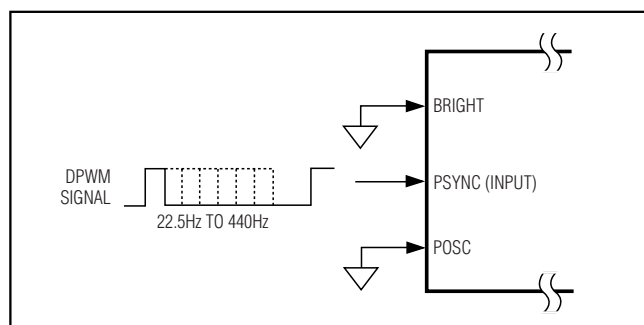 BRIGHT
DPWM
SIGNAL
PSYNC (INPUT)
22.5Hz TO 440Hz
POSC